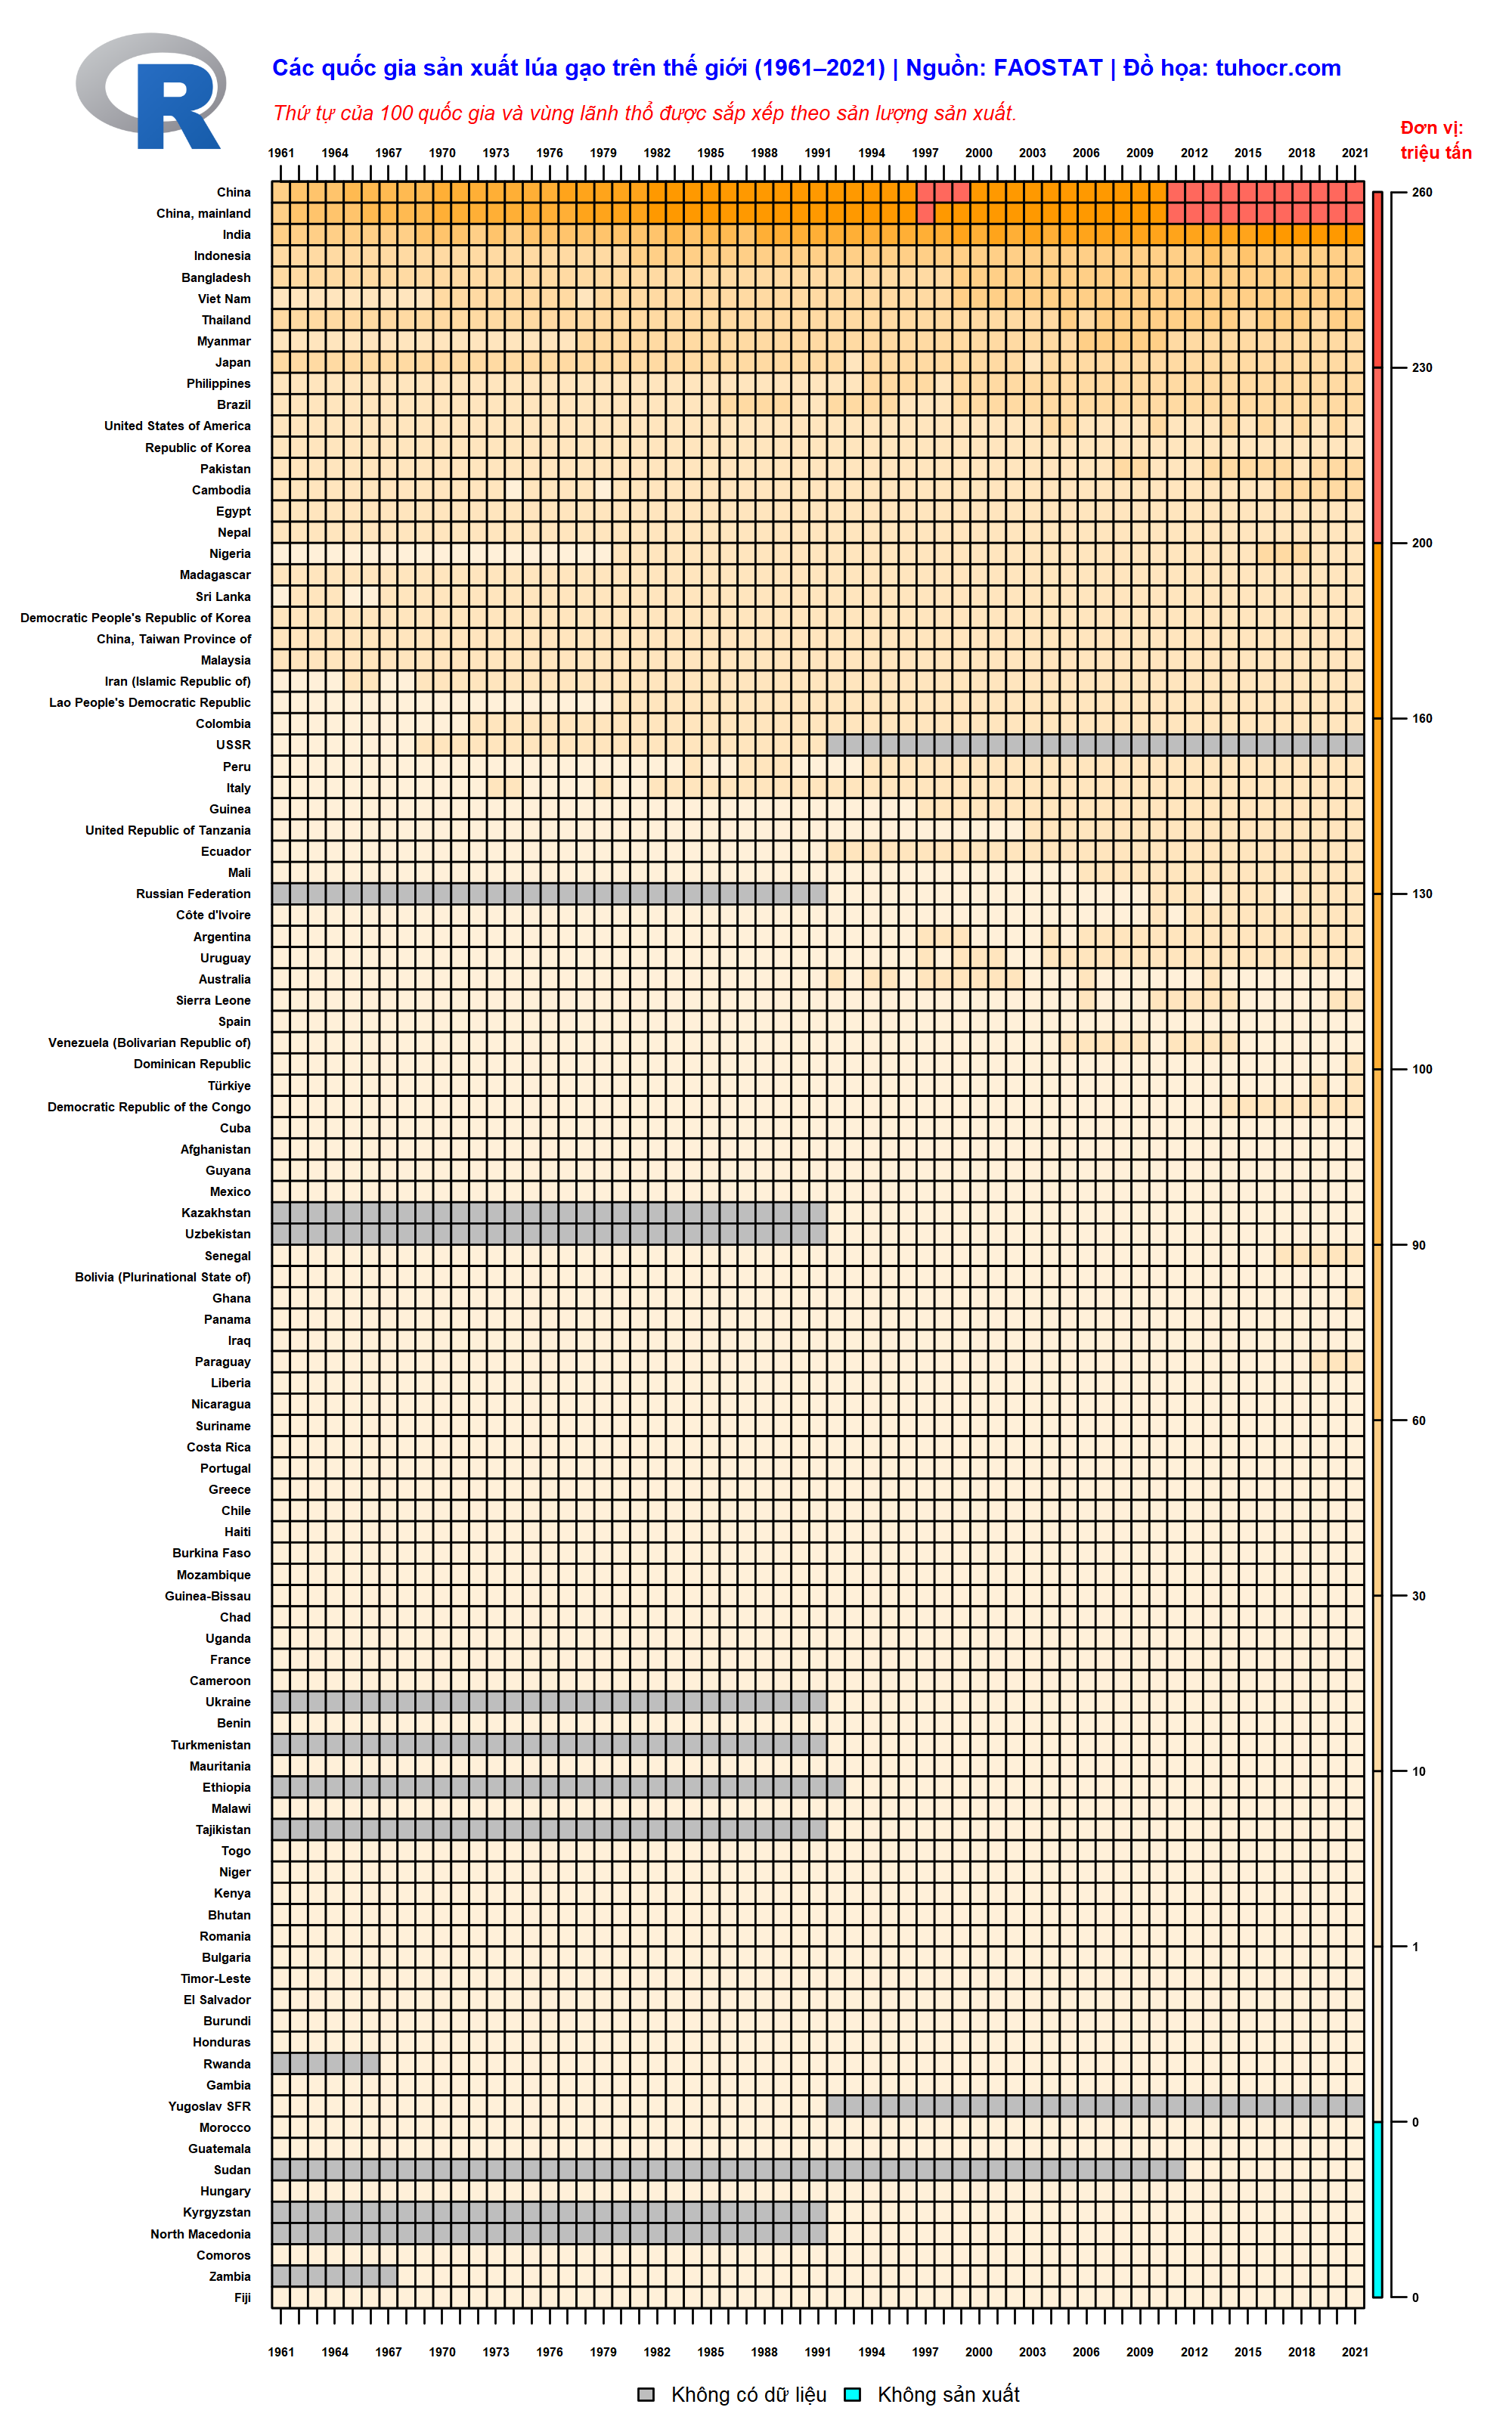 R
Các quốc gia sản xuất lúa gạo trên thế giới (1961–2021) | Nguồn: FAOSTAT | Đồ họa: tuhocr.com
Thứ tự của 100 quốc gia và vùng lãnh thổ được sắp xếp theo sản lượng sản xuất.
Đơn vị:
triệu tấn
1961 1964 1967 1970 1973 1976 1979 1982 1985 1988 1991 1994 1997 2000 2003 2006 2009 2012 2015 2018 2021
China
China, mainland
India
Indonesia
Bangladesh
Viet Nam
Thailand
Myanmar
Japan
Philippines
Brazil
United States of America
Republic of Korea
Pakistan
Cambodia
Egypt
Nepal
Nigeria
Madagascar
Sri Lanka
Democratic People's Republic of Korea
China, Taiwan Province of
Malaysia
Iran (Islamic Republic of)
Lao People's Democratic Republic
Colombia
USSR
Peru
Italy
Guinea
United Republic of Tanzania
Ecuador
Mali
Russian Federation
Côte d'Ivoire
Argentina
Uruguay
Australia
Sierra Leone
Spain
Venezuela (Bolivarian Republic of)
Dominican Republic
Türkiye
Democratic Republic of the Congo
Cuba
Afghanistan
Guyana
Mexico
Kazakhstan
Uzbekistan
Senegal
Bolivia (Plurinational State of)
Ghana
Panama
Iraq
Paraguay
Liberia
Nicaragua
Suriname
Costa Rica
Portugal
Greece
Chile
Haiti
Burkina Faso
Mozambique
Guinea-Bissau
Chad
Uganda
France
Cameroon
Ukraine
Benin
Turkmenistan
Mauritania
Ethiopia
Malawi
Tajikistan
Togo
Niger
Kenya
Bhutan
Romania
Bulgaria
Timor-Leste
El Salvador
Burundi
Honduras
Rwanda
Gambia
Yugoslav SFR
Morocco
Guatemala
Sudan
Hungary
Kyrgyzstan
North Macedonia
Comoros
Zambia
Fiji
260
230
200
160
130
100
90
60
30
10
1
0
0
1961 1964 1967 1970 1973 1976 1979 1982 1985 1988 1991 1994 1997 2000 2003 2006 2009 2012 2015 2018 2021
Không có dữ liệu Không sản xuất